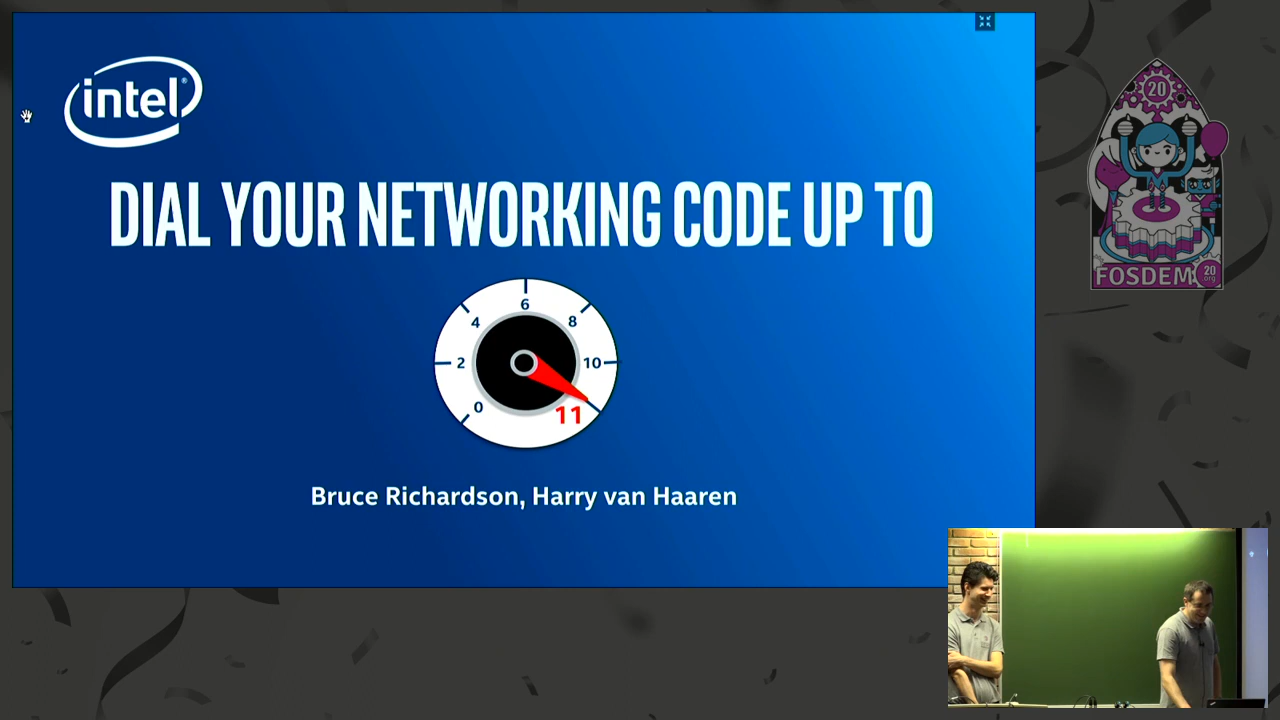 intel
DIAL YOUR NETWORKING CODE UP TO
6
4
8
2
10
0
11
Bruce Richardson, Harry van Haaren
20
FOSDEM
20
.org